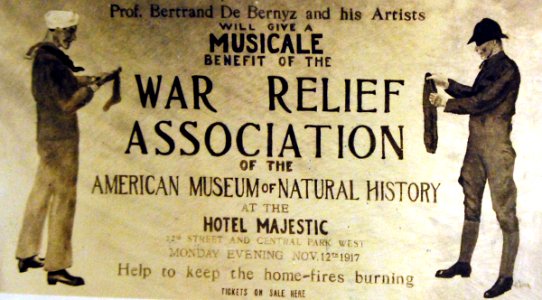 Prof. Bertrand De Bernyz and his Artists
WILL GIVE A
MUSICALE
BENEFIT OF THE
WAR RELIEF
ASSOCIATION
OF THE
AMERICAN MUSEUM OF NATURAL HISTORY
AT THE
HOTEL MAJESTIC
72ND STREET AND CENTRAL PARK WEST
MONDAY EVENING NOV. 12TH 1917
Help to keep the home-fires burning
TICKETS ON SALE HERE